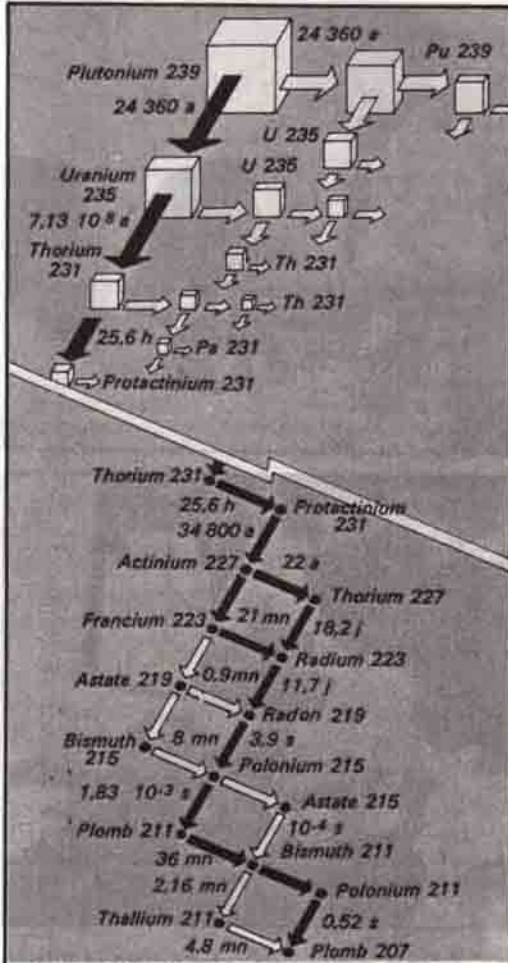 24 360 a
Pu 239
Plutonium 239
24 360 a
U 235
U 235
Uranium
235
7,13 10⁸ a
Thorium
231
Th 231
Th 231
25,6 h
Pa 231
Protactinium 231
Thorium 231
25,6 h
Protactinium
231
34 800 a
Actinium 227
22 a
Thorium 227
Francium 223
21 mn
18,2 j
Radium 223
Astate 219
0,9 mn
11,7 j
Radon 219
Bismuth
215
8 mn
3,9 s
Polonium 215
1,83 10-³ s
Astate 215
Plomb 211
10-⁴ s
36 mn
Bismuth 211
2,16 mn
Polonium 211
Thallium 211
0,52 s
4,8 mn
Plomb 207